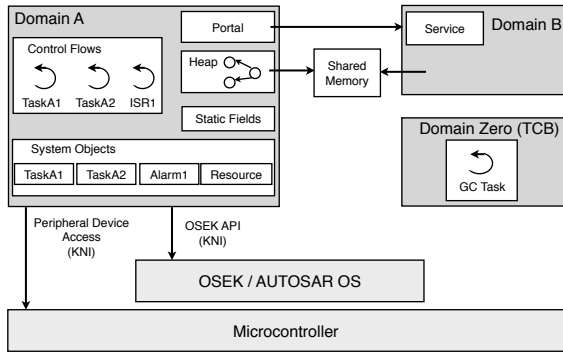 Domain A
Control Flows
TaskA1
TaskA2
ISR1
Portal
Heap
Static Fields
System Objects
TaskA1
TaskA2
Alarm1
Resource
Shared
Memory
Service
Domain B
Domain Zero (TCB)
GC Task
Peripheral Device
Access
(KNI)
OSEK API
(KNI)
OSEK / AUTOSAR OS
Microcontroller